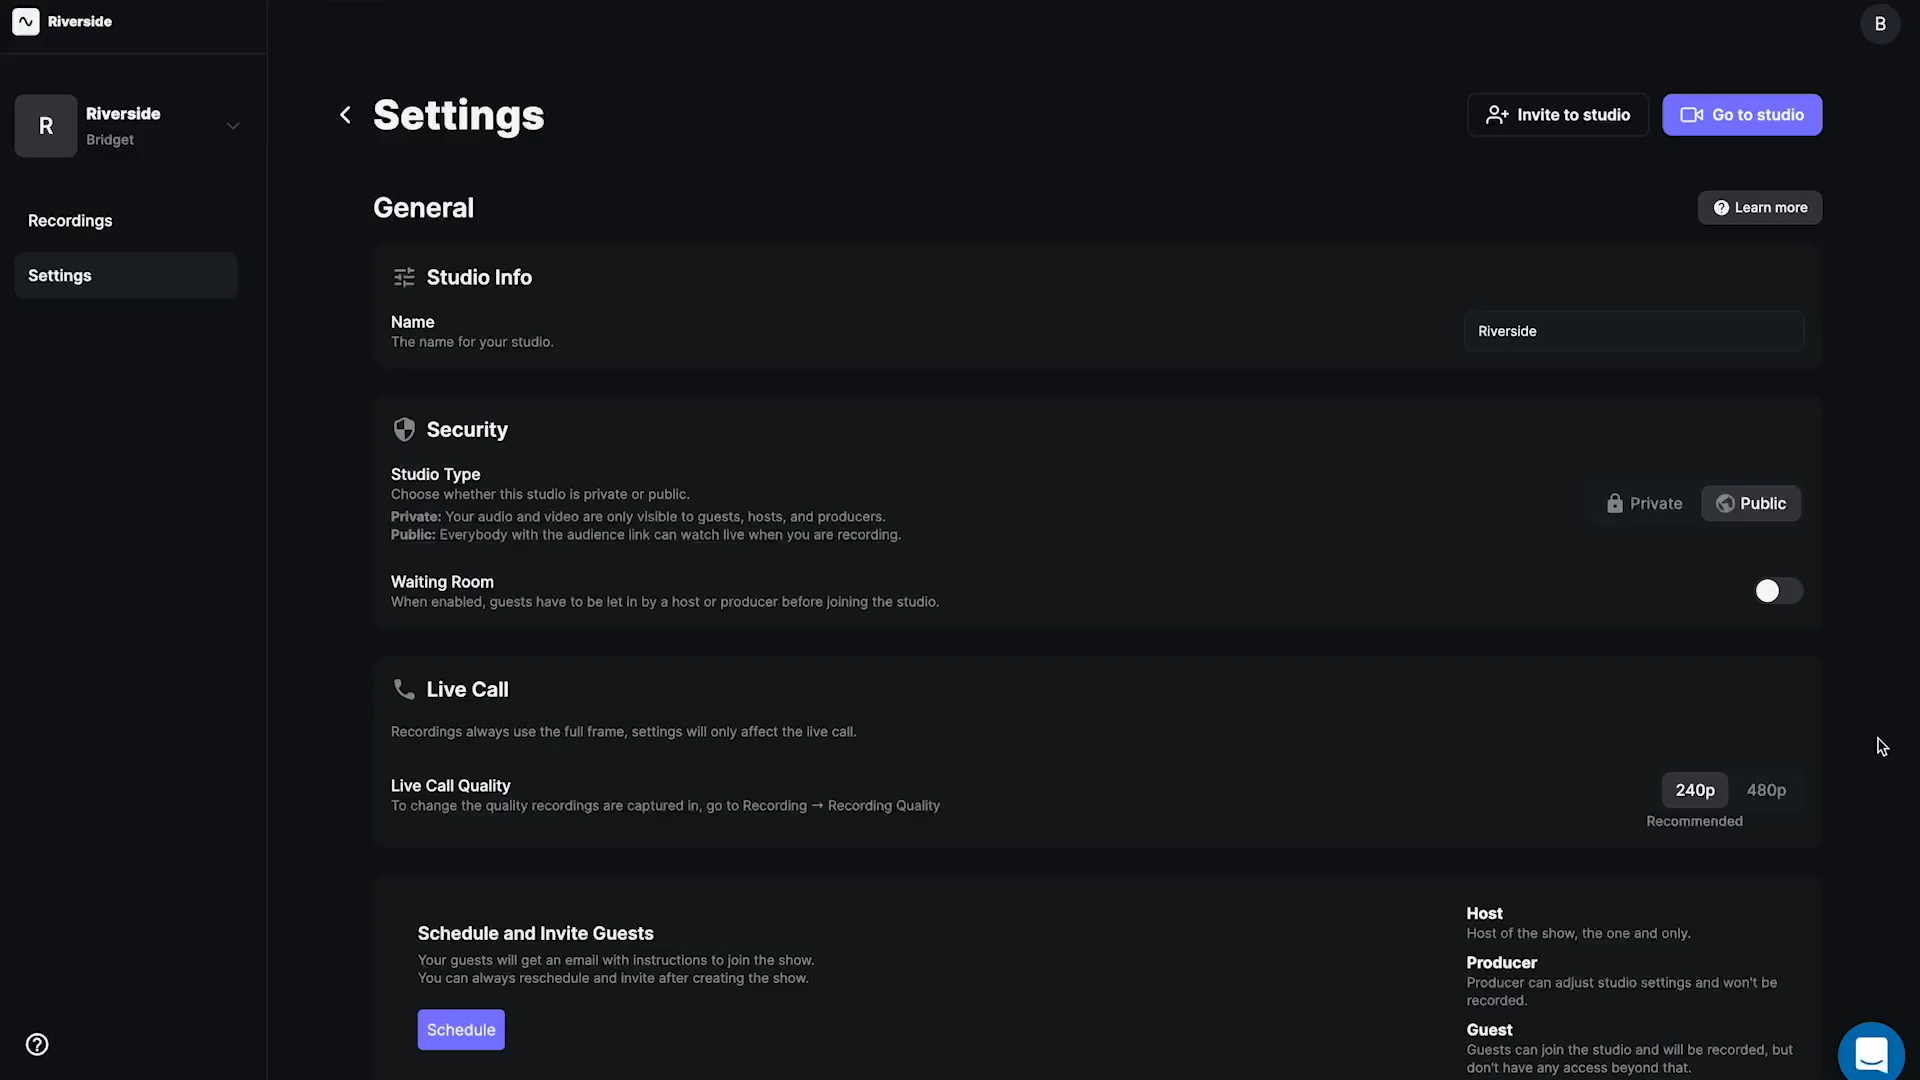 Riverside
B
R
Riverside
Bridget
Recordings
Settings
Settings
Invite to studio
Go to studio
General
Learn more
Studio Info
Name
The name for your studio.
Riverside
Security
Studio Type
Choose whether this studio is private or public.
Private: Your audio and video are only visible to guests, hosts, and producers.
Public: Everybody with the audience link can watch live when you are recording.
Private
Public
Waiting Room
When enabled, guests have to be let in by a host or producer before joining the studio.
Live Call
Recordings always use the full frame, settings will only affect the live call.
Live Call Quality
To change the quality recordings are captured in, go to Recording → Recording Quality
240p
480p
Recommended
Schedule and Invite Guests
Your guests will get an email with instructions to join the show.
You can always reschedule and invite after creating the show.
Schedule
Host
Host of the show, the one and only.
Producer
Producer can adjust studio settings and won't be
recorded.
Guest
Guests can join the studio and will be recorded, but
don't have any access beyond that.